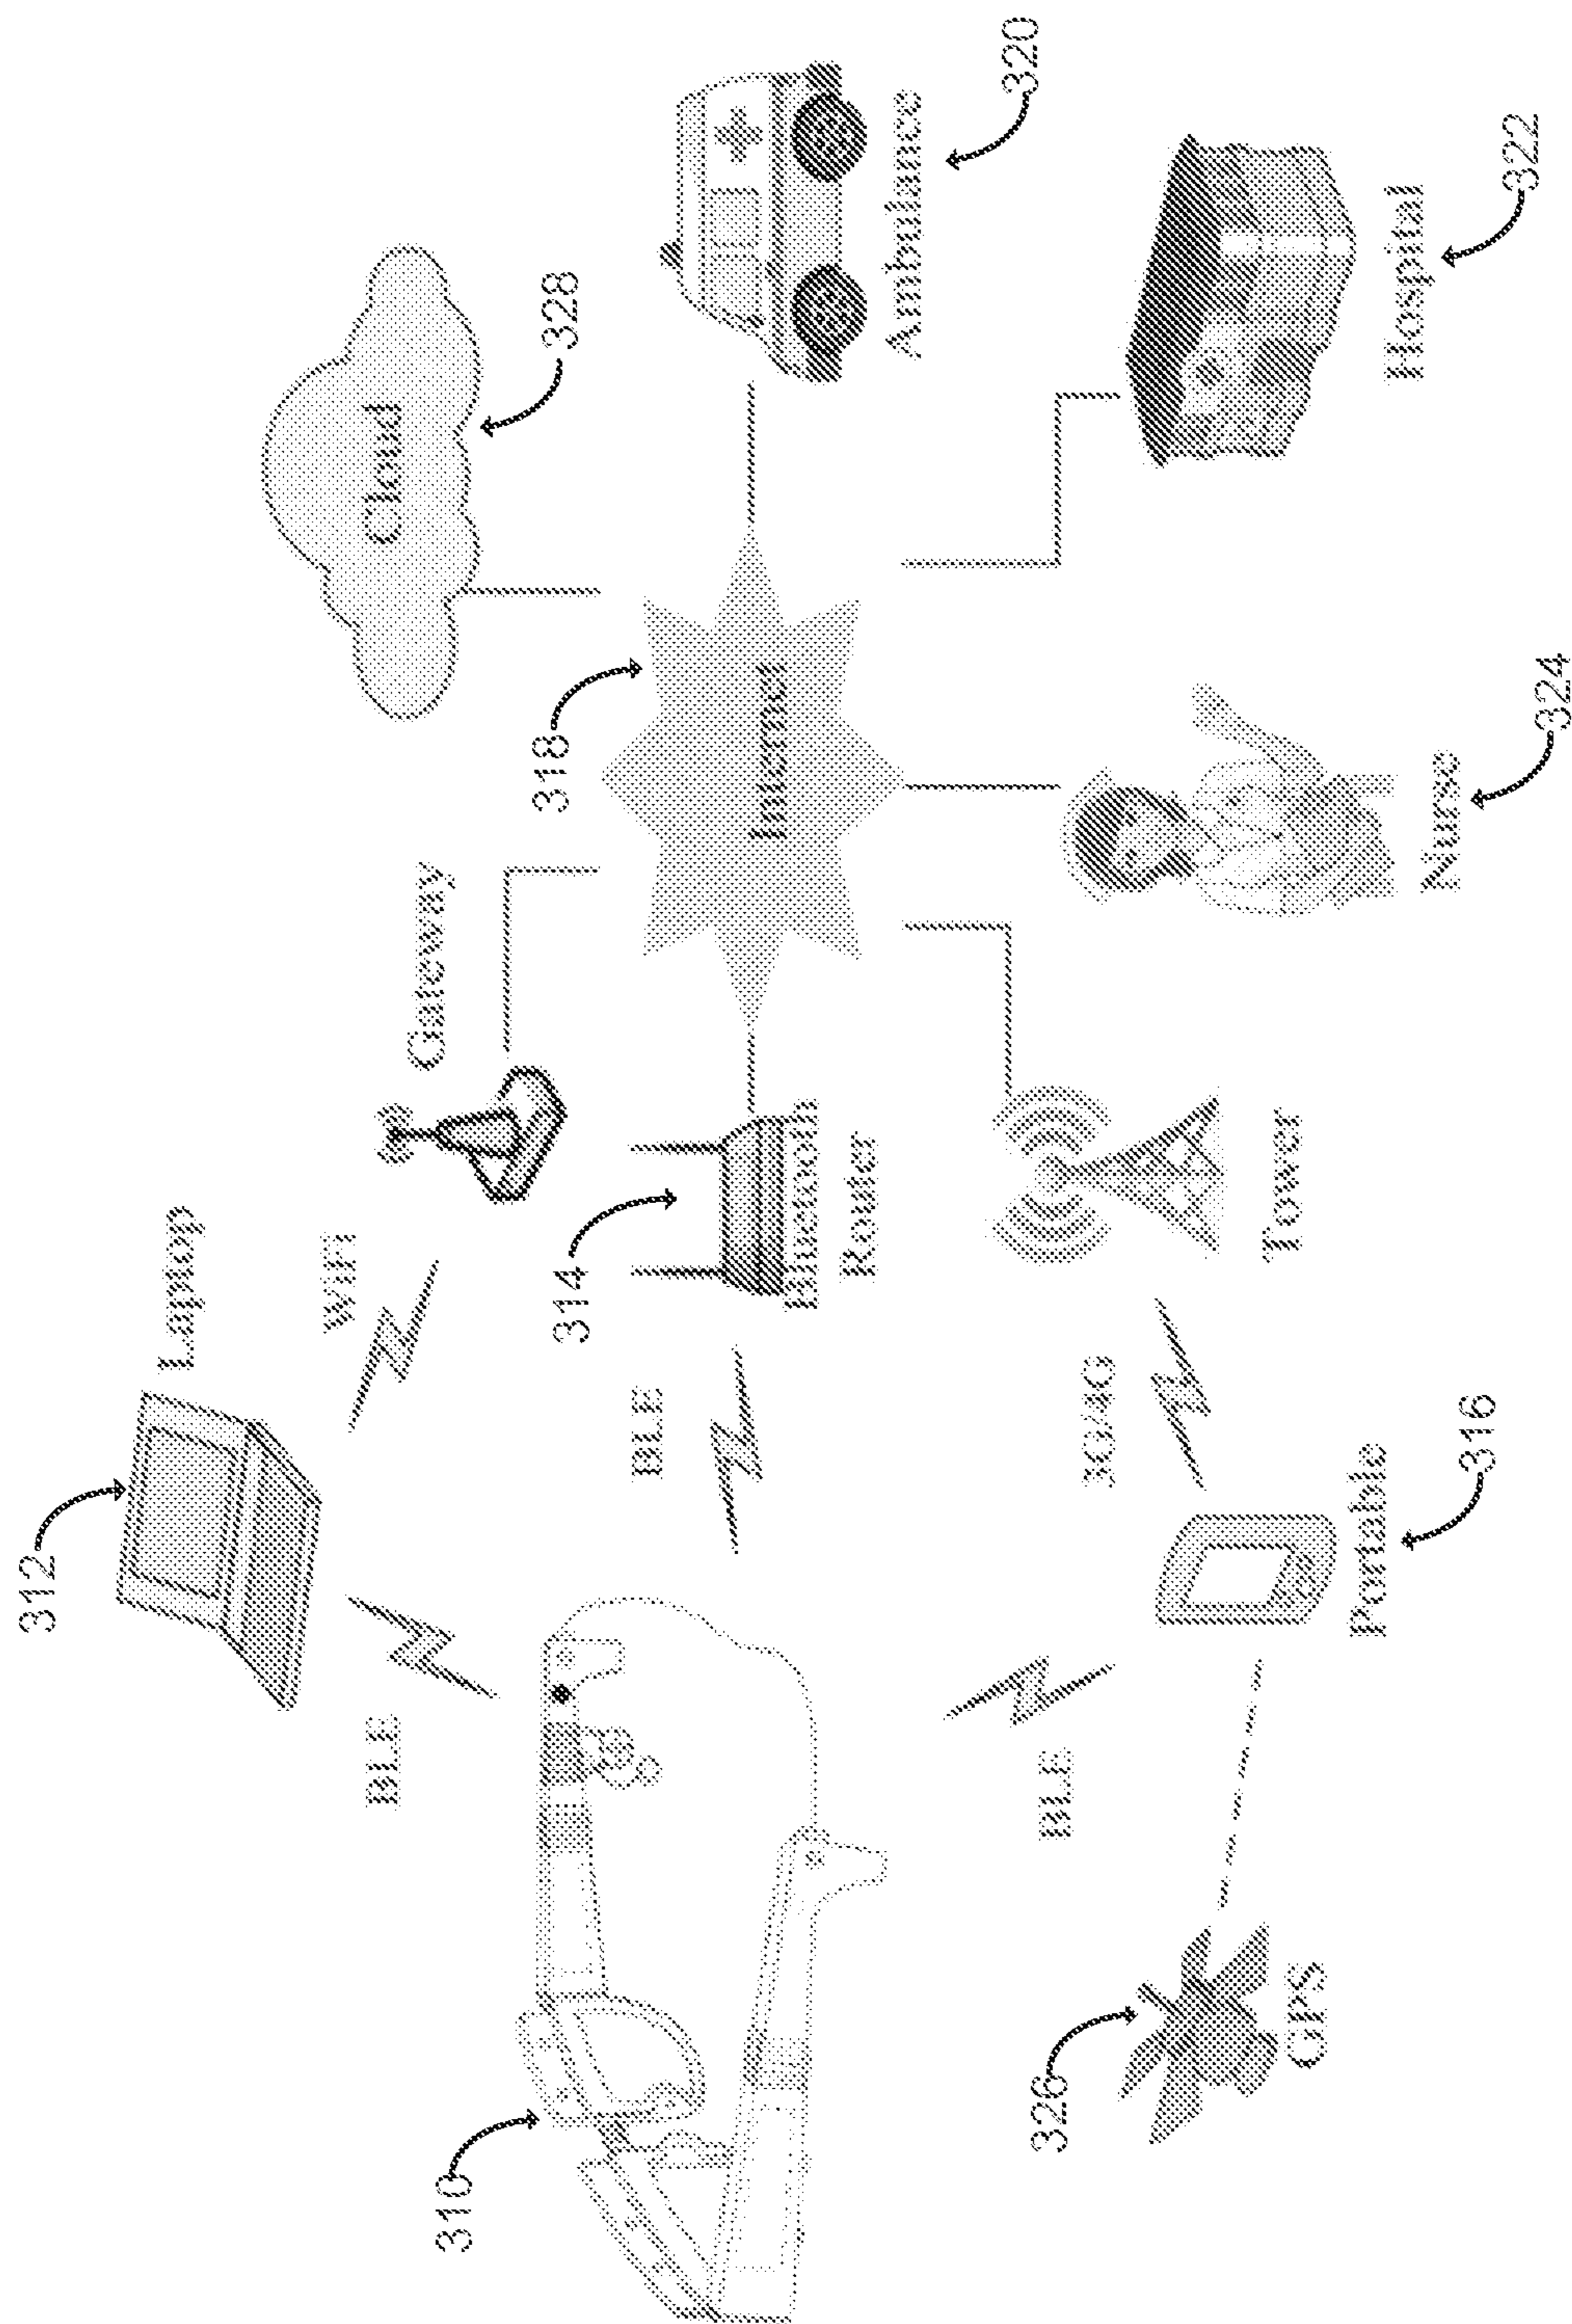 312
Laptop
BLE
WiFi
Gateway
Cloud
328
310
BLE
314
Bluetooth
Router
318
Internet
Ambulance
320
326
GPS
BLE
Portable
316
3G/4G
Tower
Nurse
324
Hospital
322